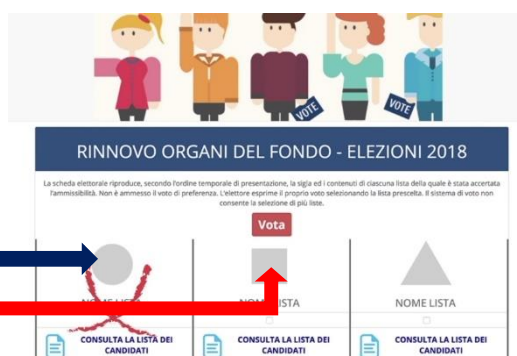 VOTE
VOTE
RINNOVO ORGANI DEL FONDO - ELEZIONI 2018
La scheda elettorale riproduce, secondo l'ordine temporale di presentazione, la sigla ed i contenuti di ciascuna lista della quale è stata accertata
l'ammissibilità. Non è ammesso il voto di preferenza. L'elettore esprime il proprio voto selezionando la lista prescelta. Il sistema di voto non
consente la selezione di più liste.
Vota
NOME LISTA
NOME LISTA
NOME LISTA
CONSULTA LA LISTA DEI
CANDIDATI
CONSULTA LA LISTA DEI
CANDIDATI
CONSULTA LA LISTA DEI
CANDIDATI